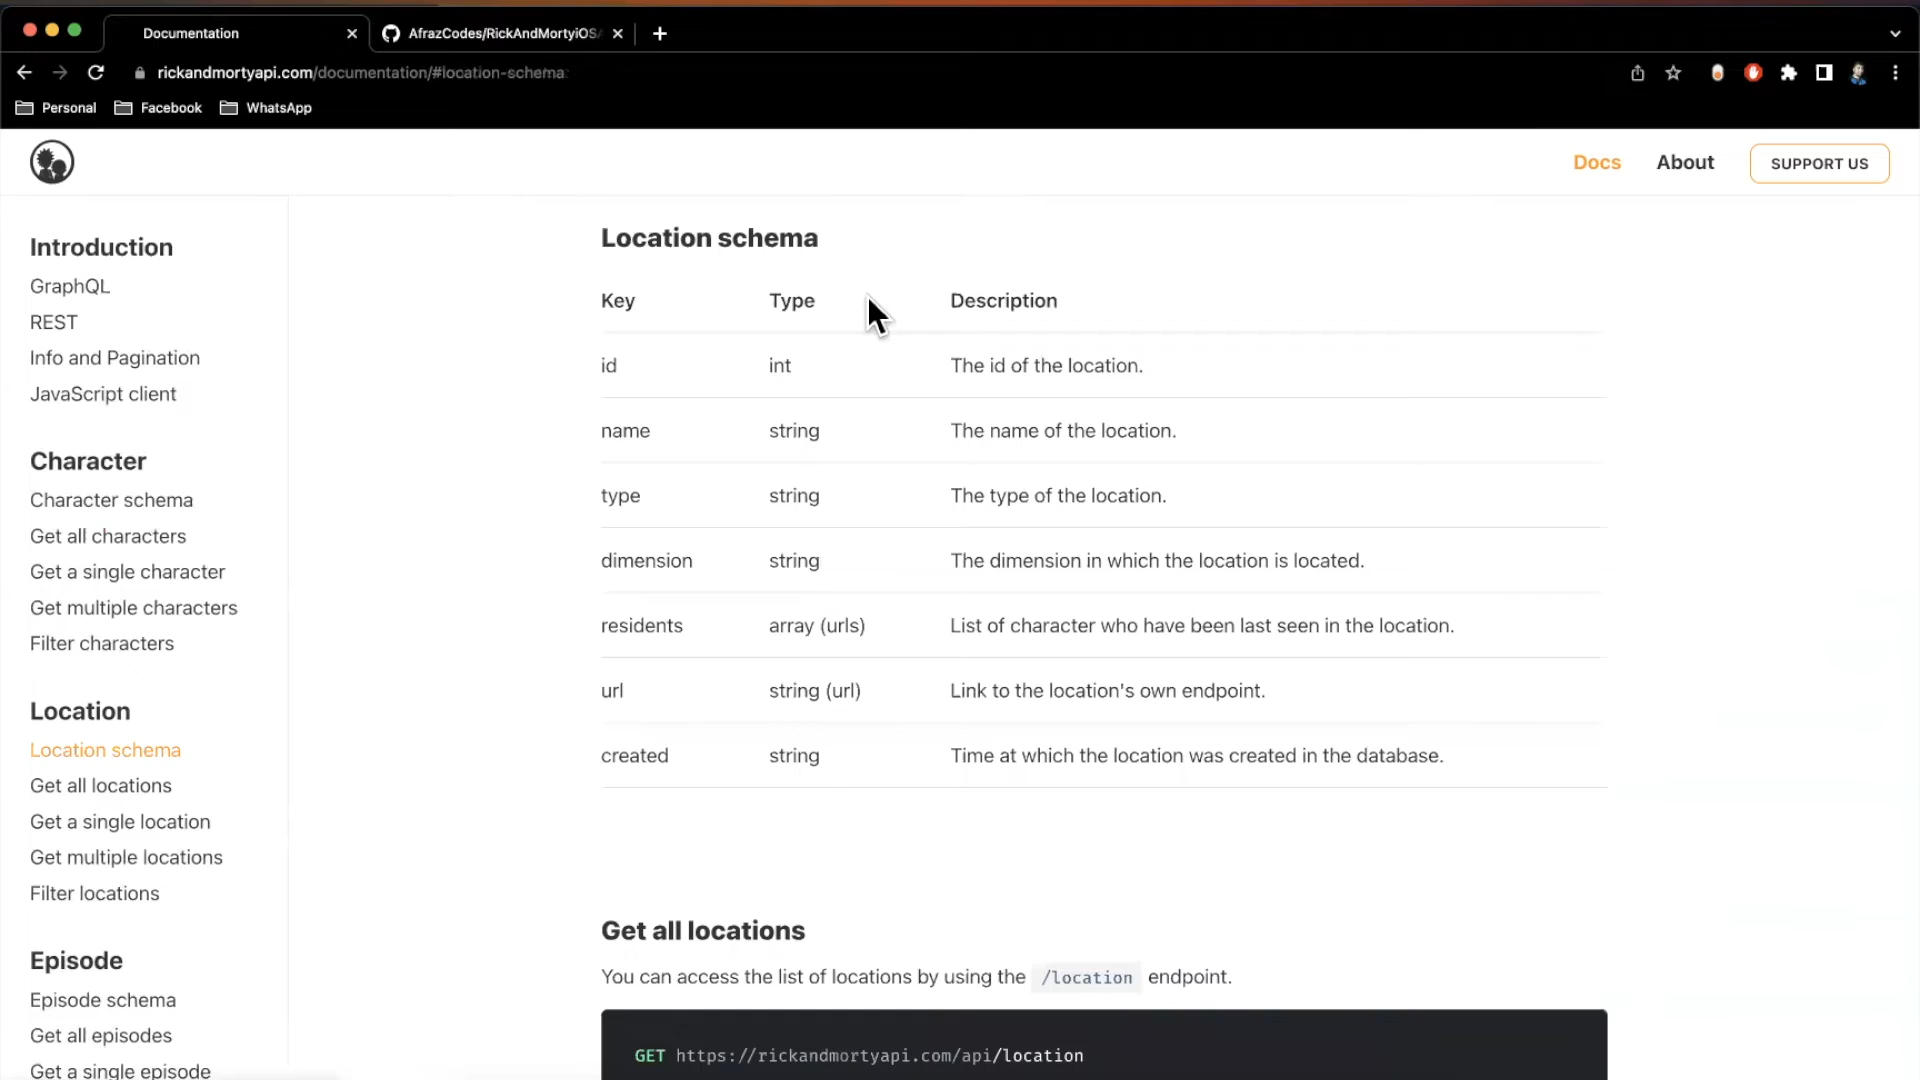 Documentation
AfrazCodes/RickAndMortyiOSA
rickandmortyapi.com/documentation/#location-schema
Personal
Facebook
WhatsApp
Docs
About
SUPPORT US
Introduction
GraphQL
REST
Info and Pagination
JavaScript client
Character
Character schema
Get all characters
Get a single character
Get multiple characters
Filter characters
Location
Location schema
Get all locations
Get a single location
Get multiple locations
Filter locations
Episode
Episode schema
Get all episodes
Get a single episode
Location schema
Key Type Description
id int The id of the location.
name string The name of the location.
type string The type of the location.
dimension string The dimension in which the location is located.
residents array (urls) List of character who have been last seen in the location.
url string (url) Link to the location's own endpoint.
created string Time at which the location was created in the database.
Get all locations
You can access the list of locations by using the /location endpoint.
GET https://rickandmortyapi.com/api/location